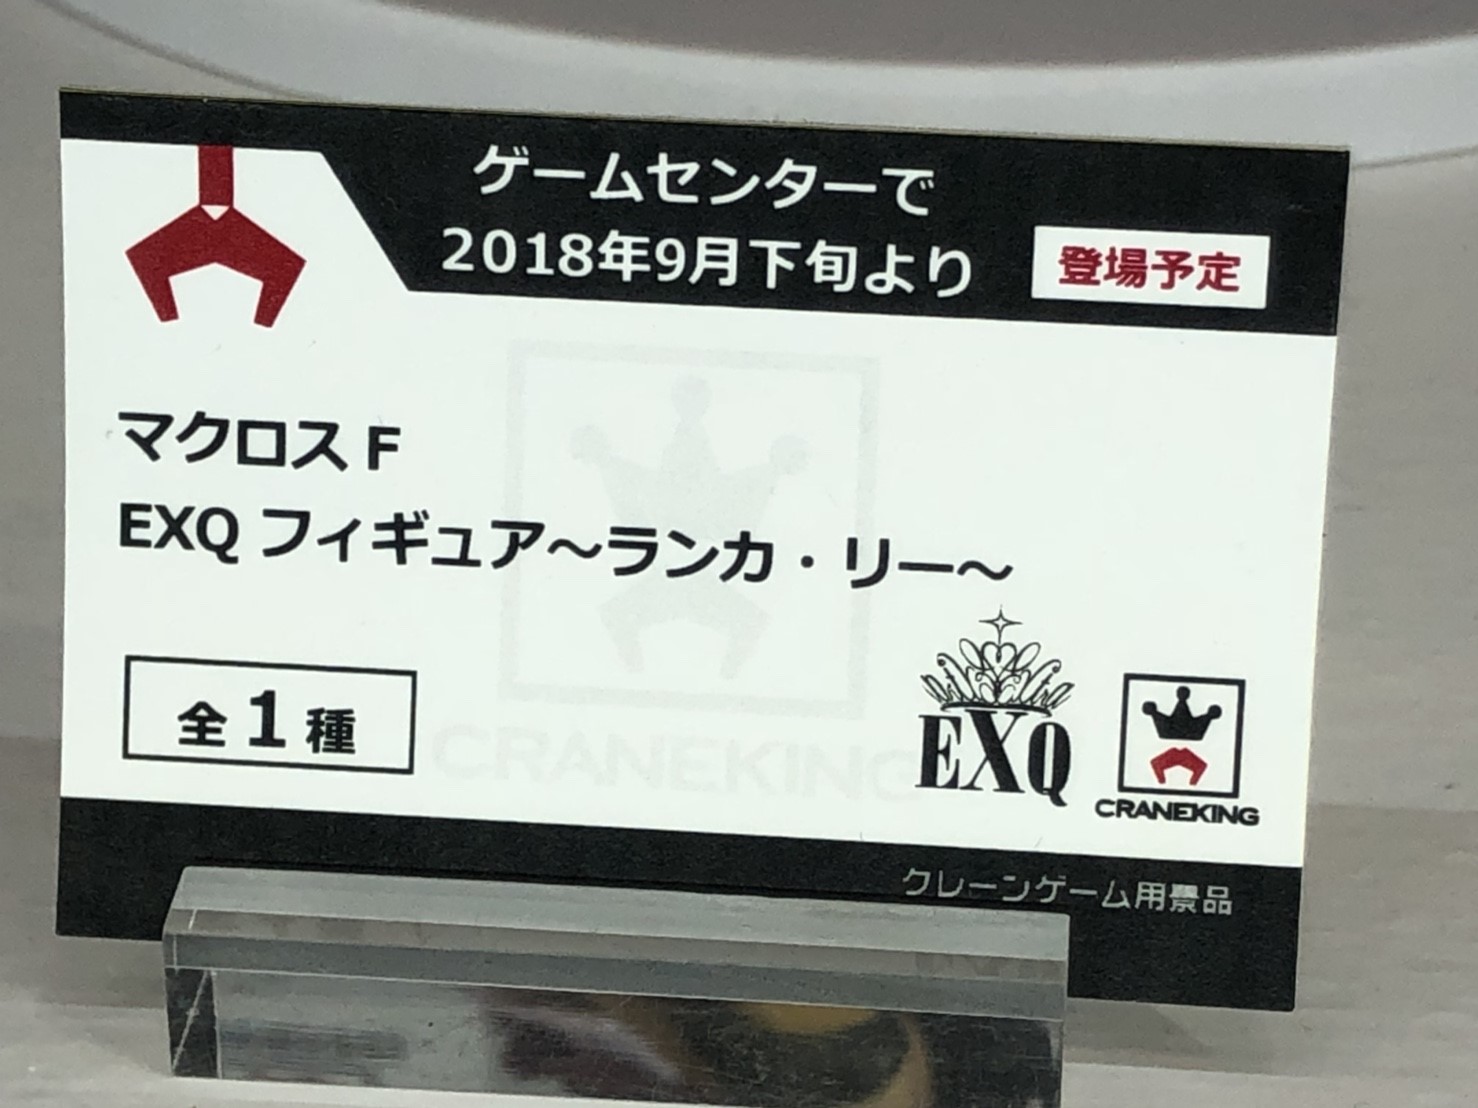 ゲームセンターで
2018年9月下旬より
登場予定
マクロスF
EXQ フィギュア～ランカ・リー～
全1種
EXQ
CRANEKING
CRANEKING
クレーンゲーム用景品